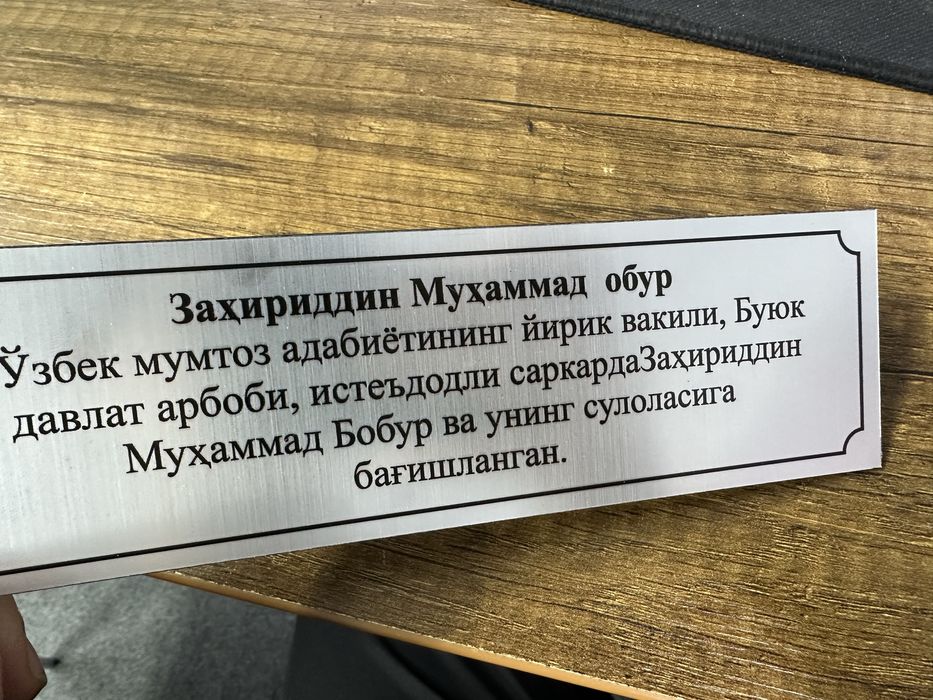 Заҳириддин Муҳаммад  обур
Ўзбек мумтоз адабиётининг йирик вакили, Буюк
давлат арбоби, истеъдодли саркардаЗаҳириддин
Муҳаммад Бобур ва унинг сулоласига
бағишланган.